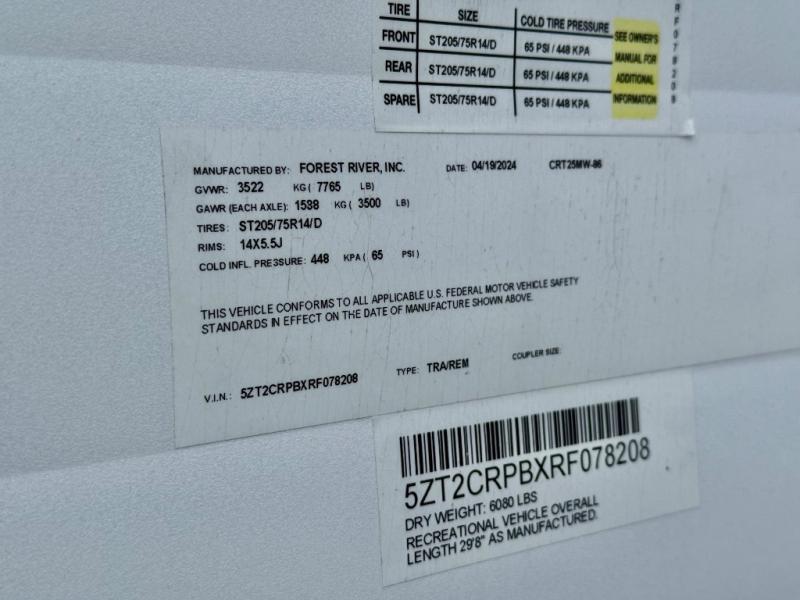 TIRE SIZE COLD TIRE PRESSURE
FRONT ST205/75R14/D 65 PSI / 448 KPA
REAR ST205/75R14/D 65 PSI / 448 KPA
SPARE ST205/75R14/D 65 PSI / 448 KPA
SEE OWNER'S
MANUAL FOR
ADDITIONAL
INFORMATION
RF078208
MANUFACTURED BY: FOREST RIVER, INC. DATE: 04/19/2024 CRT25MW-86
GVWR: 3522 KG ( 7765 LB)
GAWR (EACH AXLE): 1538 KG ( 3500 LB)
TIRES: ST205/75R14/D
RIMS: 14X5.5J
COLD INFL. PRESSURE: 448 KPA ( 65 PSI )
THIS VEHICLE CONFORMS TO ALL APPLICABLE U.S. FEDERAL MOTOR VEHICLE SAFETY
STANDARDS IN EFFECT ON THE DATE OF MANUFACTURE SHOWN ABOVE.
V.I.N.: 5ZT2CRPBXRF078208 TYPE: TRA/REM COUPLER SIZE:
5ZT2CRPBXRF078208
DRY WEIGHT: 6080 LBS
RECREATIONAL VEHICLE OVERALL
LENGTH 29'8" AS MANUFACTURED.